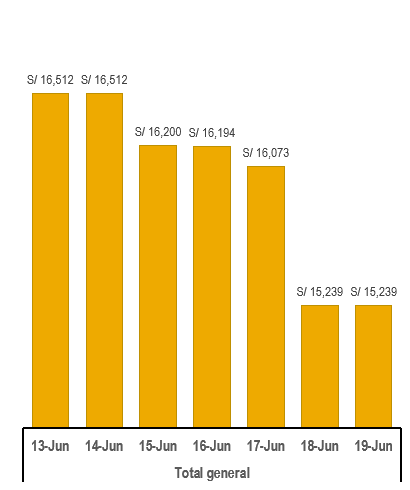 S/ 16,512 S/ 16,512
S/ 16,200 S/ 16,194
S/ 16,073
S/ 15,239 S/ 15,239
13-Jun 14-Jun 15-Jun 16-Jun 17-Jun 18-Jun 19-Jun
Total general